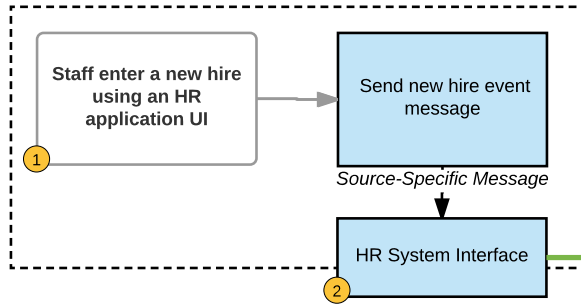 Staff enter a new hire
using an HR
application UI
1
Send new hire event
message
Source-Specific Message
HR System Interface
2